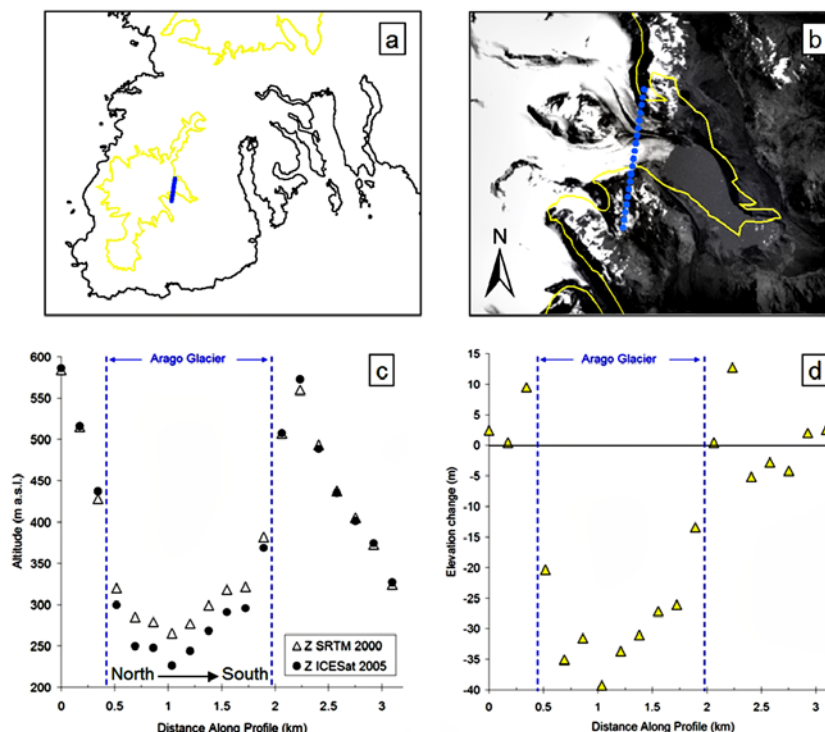 a
b
N
Arago Glacier
c
600
550
500
450
400
350
300
250
200
Altitude (m a.s.l.)
North
South
Z SRTM 2000
Z ICESat 2005
0
0.5
1
1.5
2
2.5
3
Distance Along Profile (km)
Arago Glacier
d
15
10
5
0
-5
-10
-15
-20
-25
-30
-35
-40
Elevation change (m)
0
0.5
1
1.5
2
2.5
3
Distance Along Profile (km)